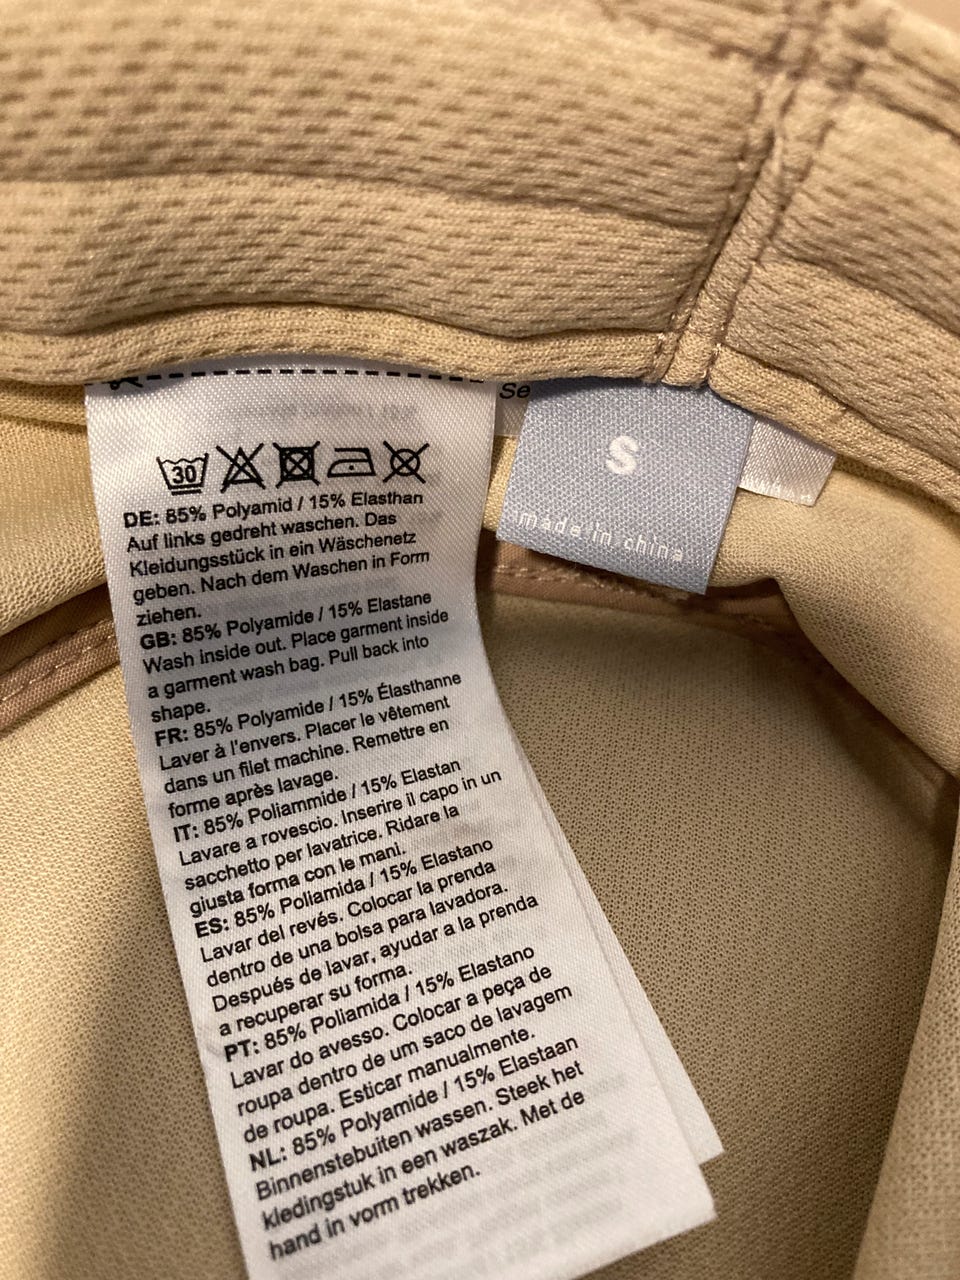 30
DE: 85% Polyamid / 15% Elasthan
Auf links gedreht waschen. Das
Kleidungsstück in ein Wäschenetz
geben. Nach dem Waschen in Form
ziehen.
GB: 85% Polyamide / 15% Elastane
Wash inside out. Place garment inside
a garment wash bag. Pull back into
shape.
FR: 85% Polyamide / 15% Élasthanne
Laver à l'envers. Placer le vêtement
dans un filet machine. Remettre en
forme après lavage.
IT: 85% Poliammide / 15% Elastan
Lavare a rovescio. Inserire il capo in un
sacchetto per lavatrice. Ridare la
giusta forma con le mani.
ES: 85% Poliamida / 15% Elastano
Lavar del revés. Colocar la prenda
dentro de una bolsa para lavadora.
Después de lavar, ayudar a la prenda
a recuperar su forma.
PT: 85% Poliamida / 15% Elastano
Lavar do avesso. Colocar a peça de
roupa dentro de um saco de lavagem
de roupa. Esticar manualmente.
NL: 85% Polyamide / 15% Elastaan
Binnenstebuiten wassen. Steek het
kledingstuk in een waszak. Met de
hand in vorm trekken.
Se
S
made in china